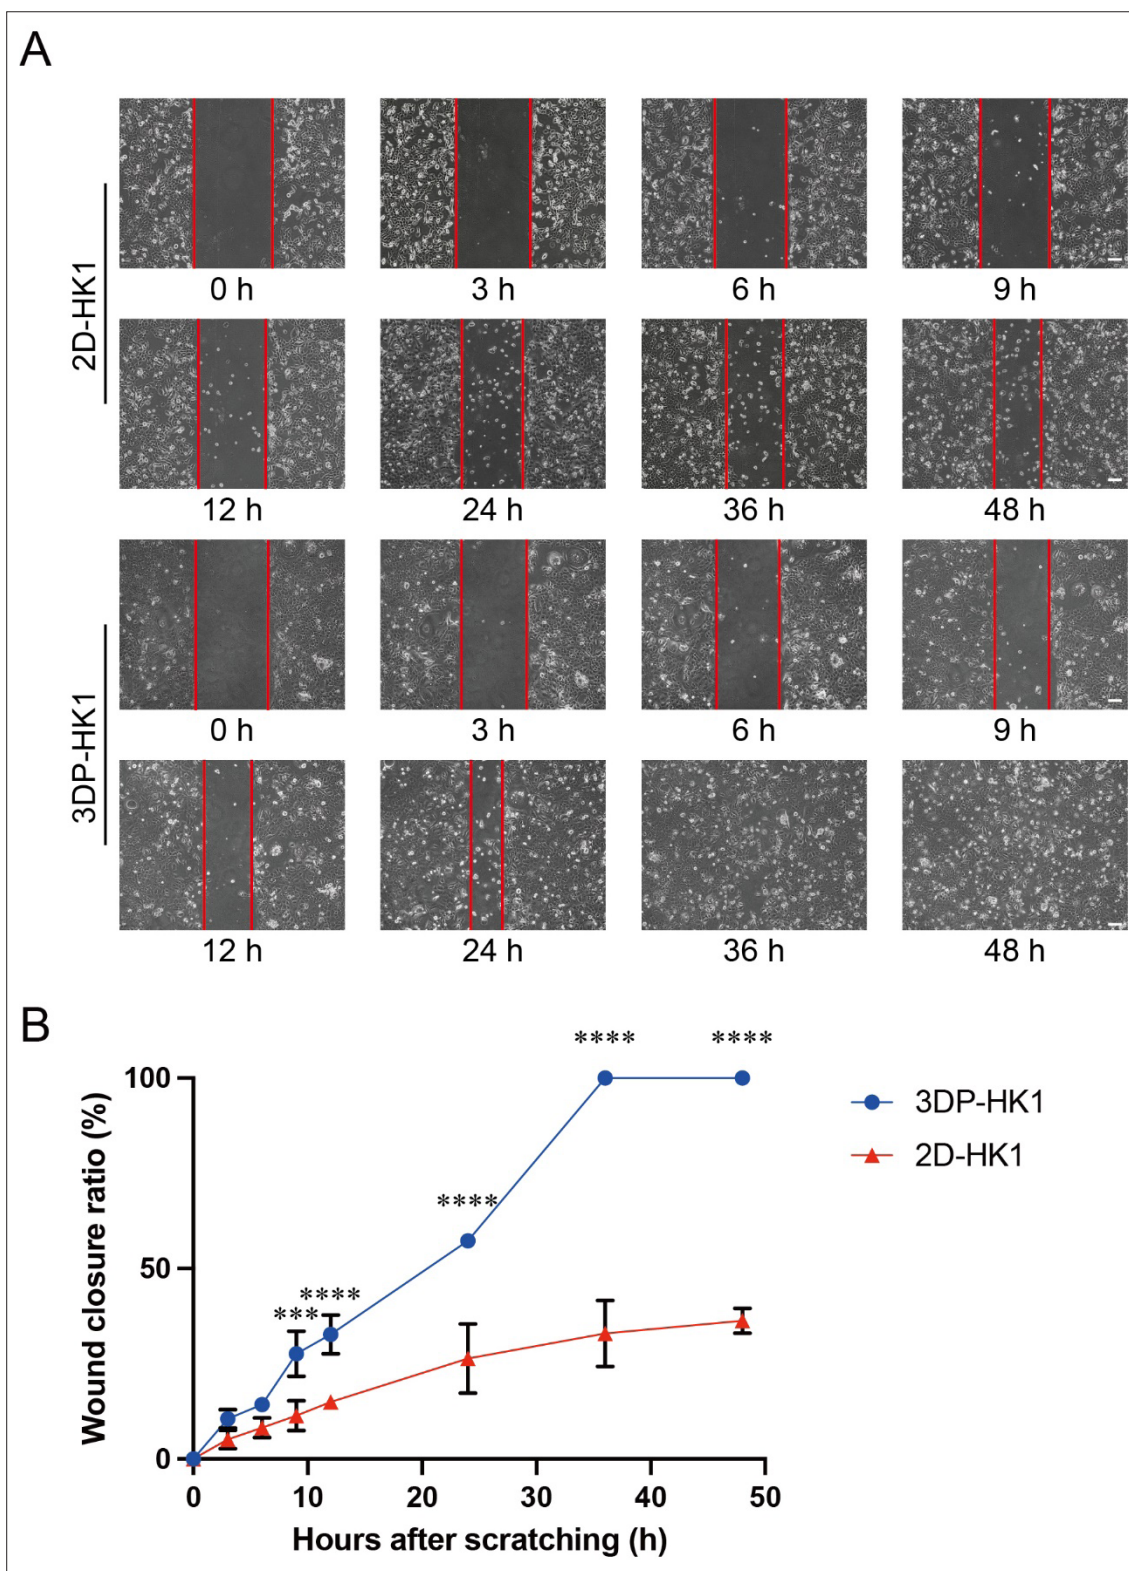 A
2D-HK1
0 h
3 h
6 h
9 h
12 h
24 h
36 h
48 h
3DP-HK1
0 h
3 h
6 h
9 h
12 h
24 h
36 h
48 h
B
Wound closure ratio (%)
100
50
0
***
****
****
****
****
0
10
20
30
40
50
Hours after scratching (h)
3DP-HK1
2D-HK1